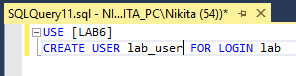 SQLQuery11.sql - NI...ITA_PC\Nikita (54))*
USE [LAB6]
CREATE USER lab_user FOR LOGIN lab